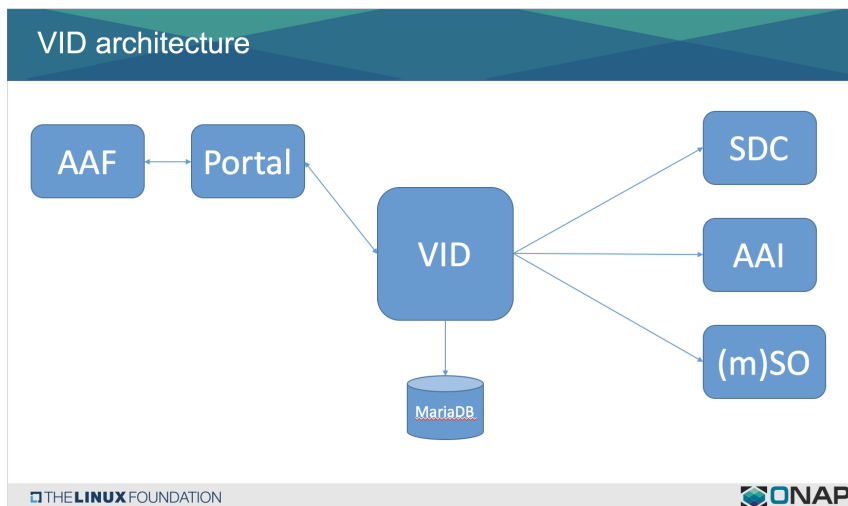 VID architecture
AAF
Portal
VID
SDC
AAI
(m)SO
MariaDB
THE LINUX FOUNDATION
ONAP